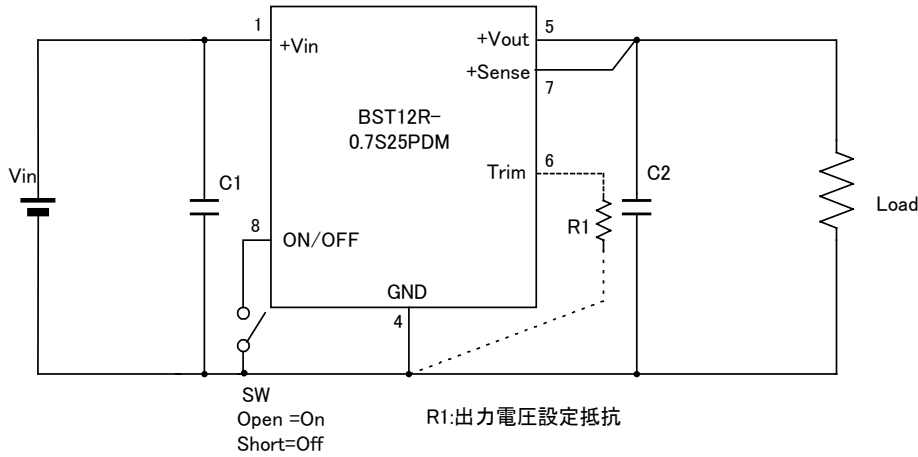 1
5
+Vin
+Vout
+Sense
7
BST12R-
0.7S25PDM
Trim
6
Vin
C1
C2
R1
Load
8
ON/OFF
GND
4
SW
Open =On
Short=Off
R1:出力電圧設定抵抗